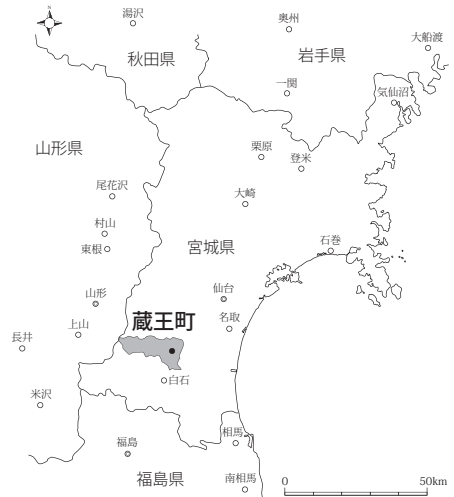 N
湯沢
奥州
大船渡
秋田県
岩手県
一関
気仙沼
山形県
栗原
登米
尾花沢
大崎
村山
東根
宮城県
石巻
山形
仙台
蔵王町
名取
上山
長井
白石
米沢
相馬
福島
福島県
南相馬
0
50km